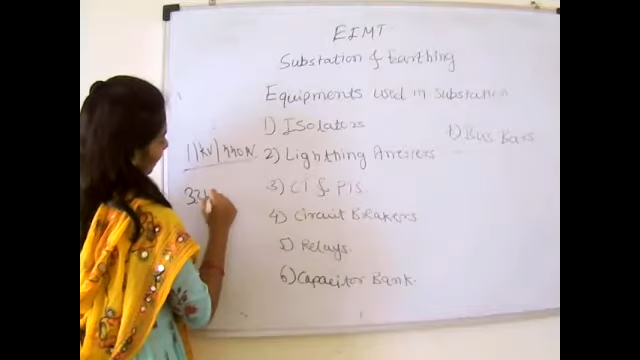 EIMT
Substation & Earthing
Equipments used in substation
1) Isolators
7) Bus Bars
11kV/440V.
2) Lighthing Arresters
3) CT & PTs.
4) Circuit Breakers
5) Relays.
6) Capacitor Bank.